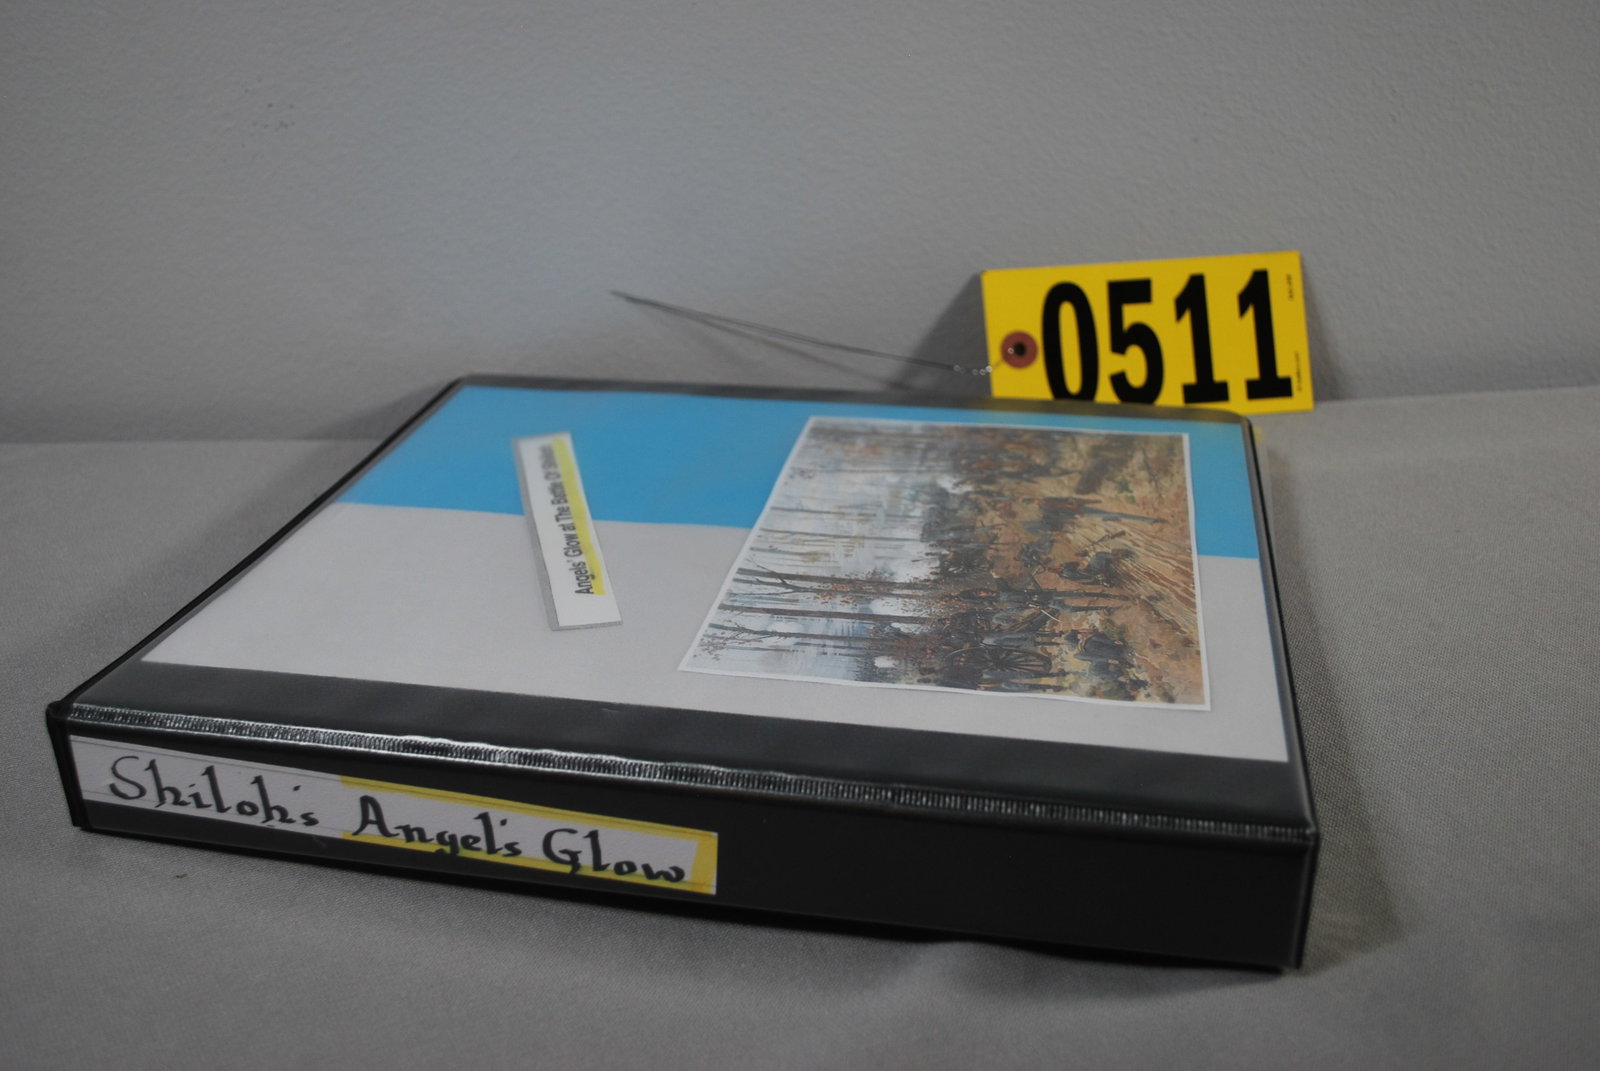 0511
Angels' Glow at The Battle Of Shiloh
Shiloh's Angel's Glow